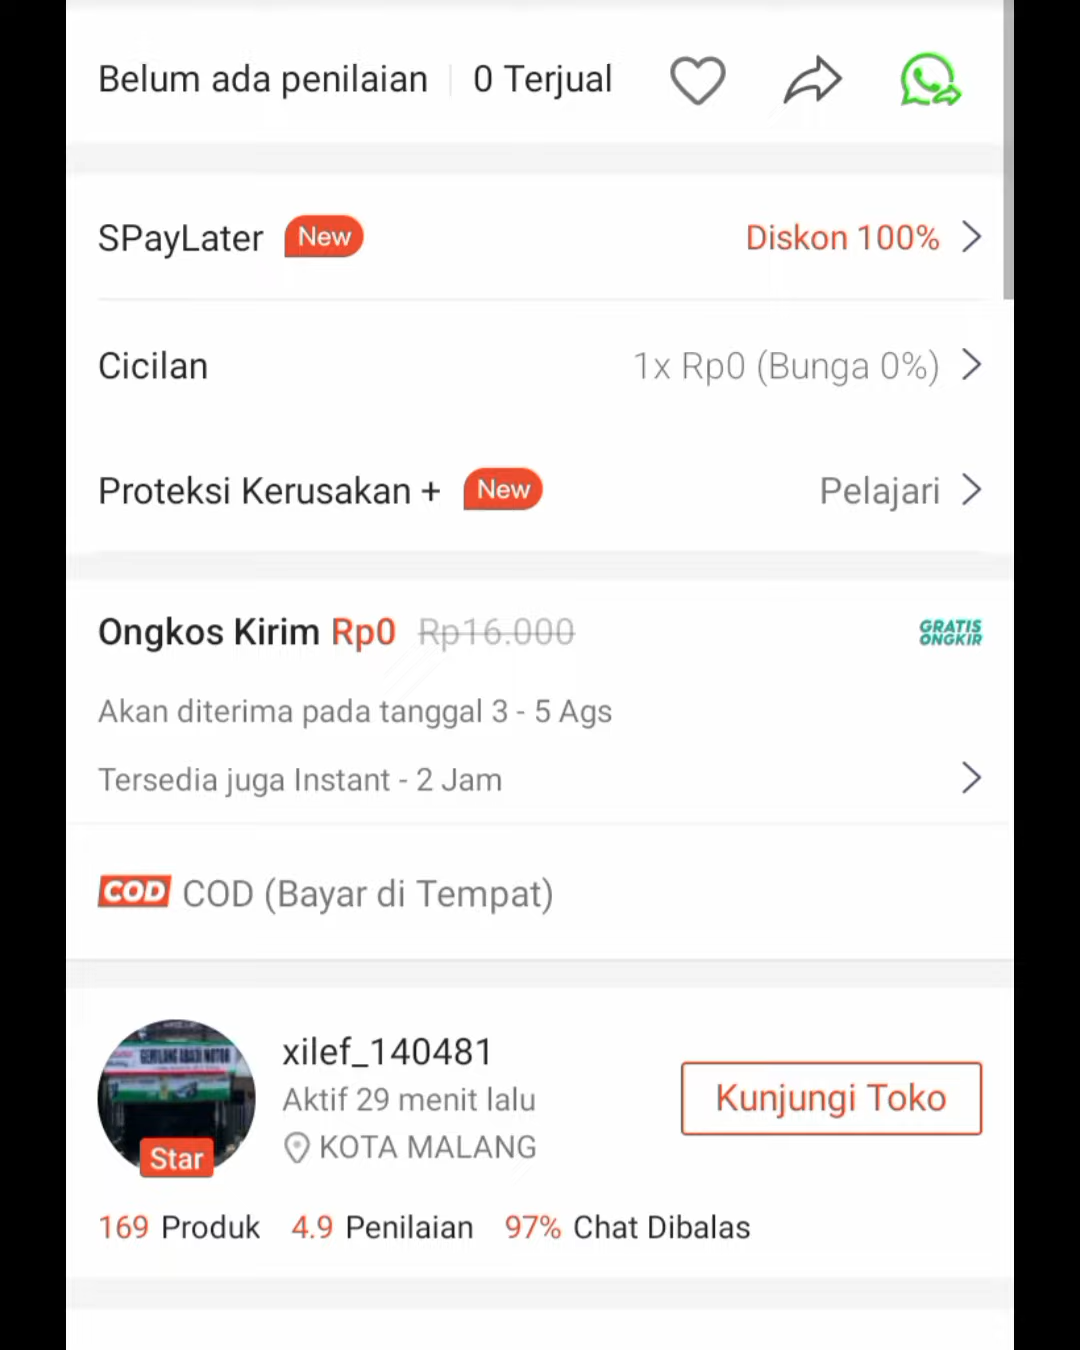 Belum ada penilaian 0 Terjual
SPayLater New Diskon 100%
Cicilan 1x Rp0 (Bunga 0%)
Proteksi Kerusakan + New Pelajari
Ongkos Kirim Rp0 Rp16.000 GRATIS ONGKIR
Akan diterima pada tanggal 3 - 5 Ags
Tersedia juga Instant - 2 Jam
COD COD (Bayar di Tempat)
GEMILANG ABADI MOTOR
Star
xilef_140481
Aktif 29 menit lalu
KOTA MALANG
Kunjungi Toko
169 Produk 4.9 Penilaian 97% Chat Dibalas